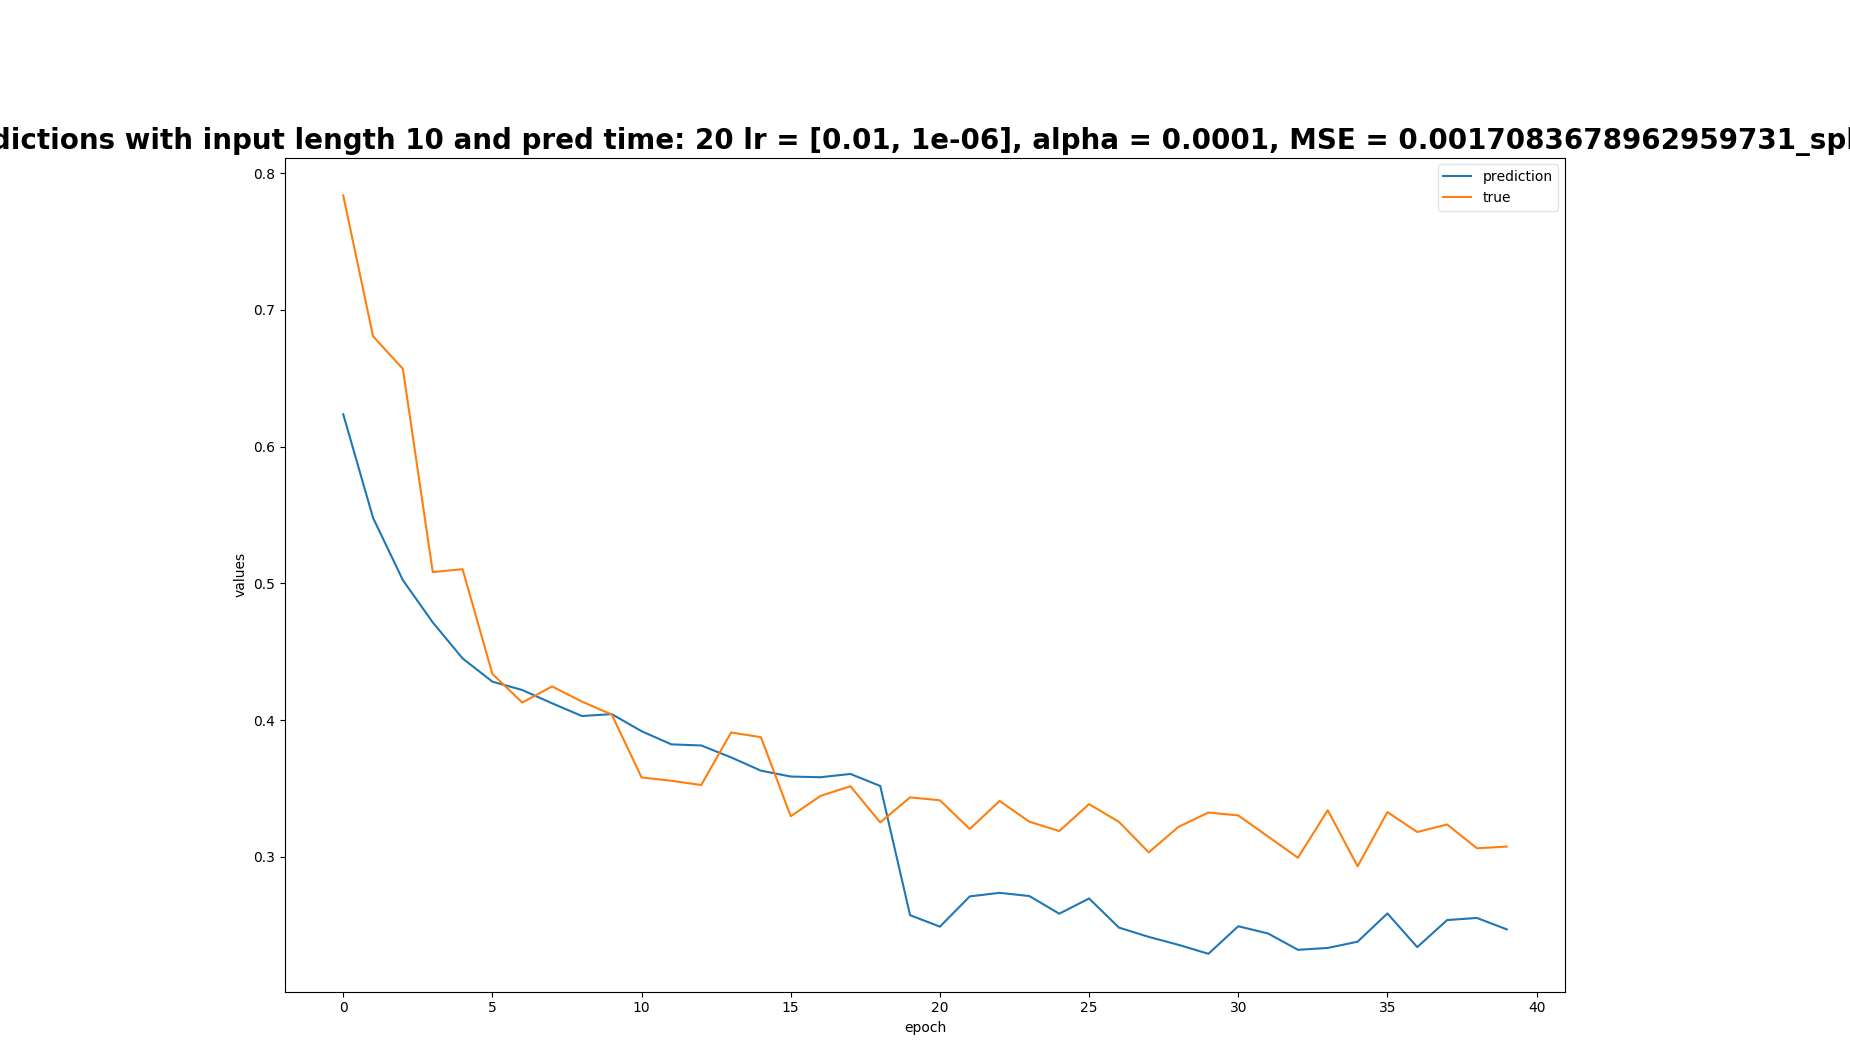 dictions with input length 10 and pred time: 20 lr = [0.01, 1e-06], alpha = 0.0001, MSE = 0.0017083678962959731_spl
prediction
true
0.8
0.7
0.6
0.5
0.4
0.3
values
0 5 10 15 20 25 30 35 40
epoch